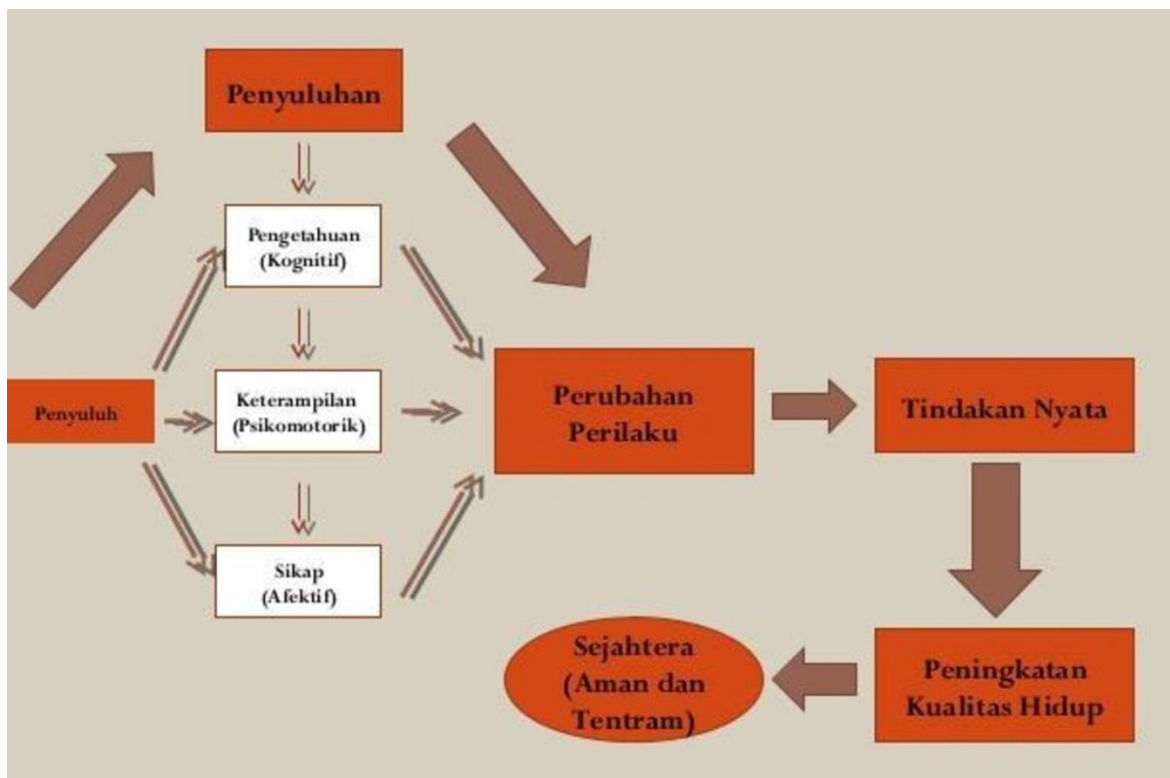 Penyuluhan
Pengetahuan
(Kognitif)
Penyuluh
Keterampilan
(Psikomotorik)
Sikap
(Afektif)
Perubahan
Perilaku
Tindakan Nyata
Peningkatan
Kualitas Hidup
Sejahtera
(Aman dan
Tentram)